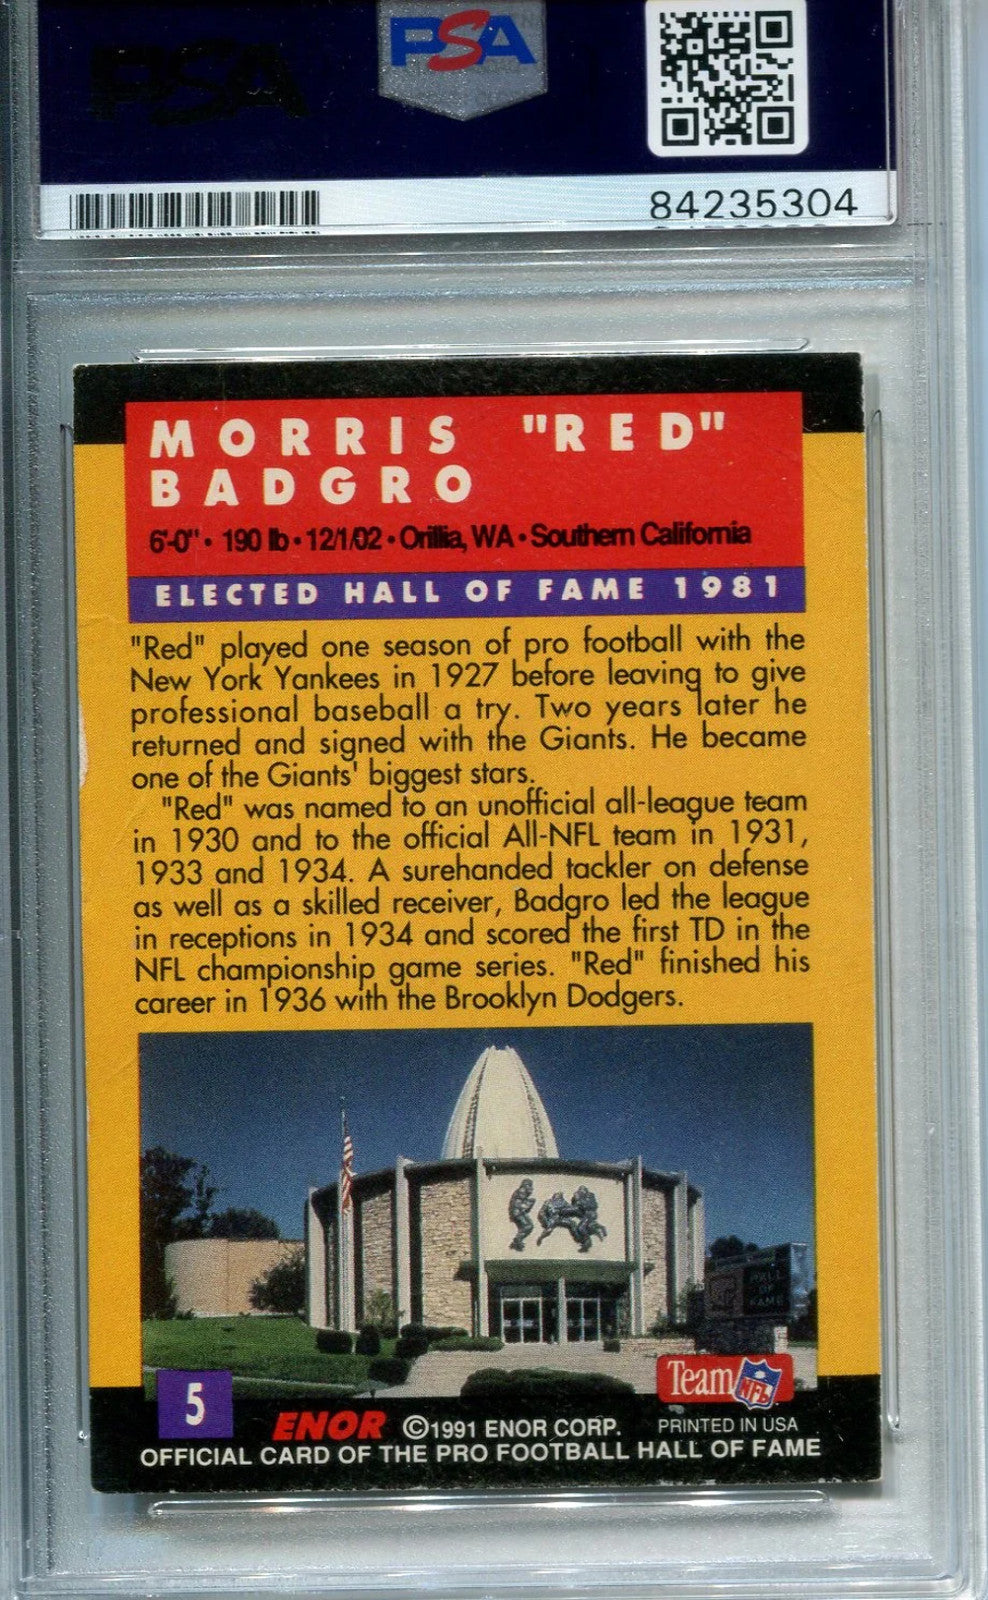 PSA
PSA
84235304
MORRIS "RED"
BADGRO
6'-0" • 190 lb • 12/1/02 • Orillia, WA • Southern California
ELECTED HALL OF FAME 1981
"Red" played one season of pro football with the
New York Yankees in 1927 before leaving to give
professional baseball a try. Two years later he
returned and signed with the Giants. He became
one of the Giants' biggest stars.
"Red" was named to an unofficial all-league team
in 1930 and to the official All-NFL team in 1931,
1933 and 1934. A surehanded tackler on defense
as well as a skilled receiver, Badgro led the league
in receptions in 1934 and scored the first TD in the
NFL championship game series. "Red" finished his
career in 1936 with the Brooklyn Dodgers.
HALL
OF
FAME
Team NFL
5
ENOR ©1991 ENOR CORP. PRINTED IN USA
OFFICIAL CARD OF THE PRO FOOTBALL HALL OF FAME